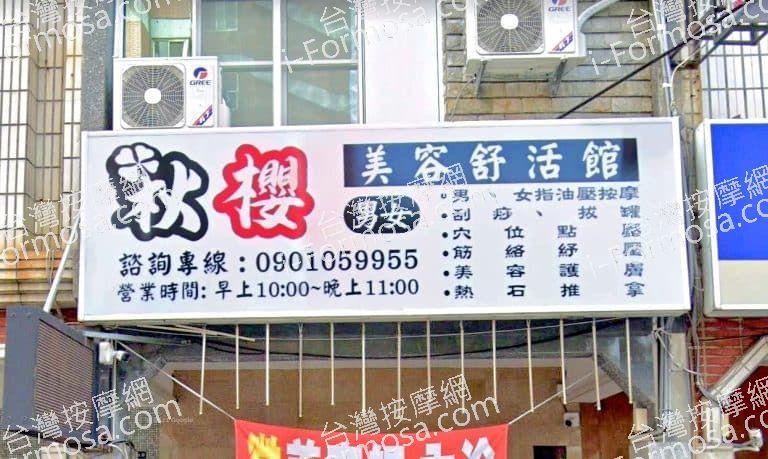 秋櫻
美容舒活館
男女
•男、女指油壓按摩
•刮痧、拔罐
•穴位點
•筋絡紓壓
•美容護膚
•熱石推拿
諮詢專線：0901059955
營業時間：早上10:00~晚上11:00
GREE
GREE
台灣按摩網
i-Formosa.com